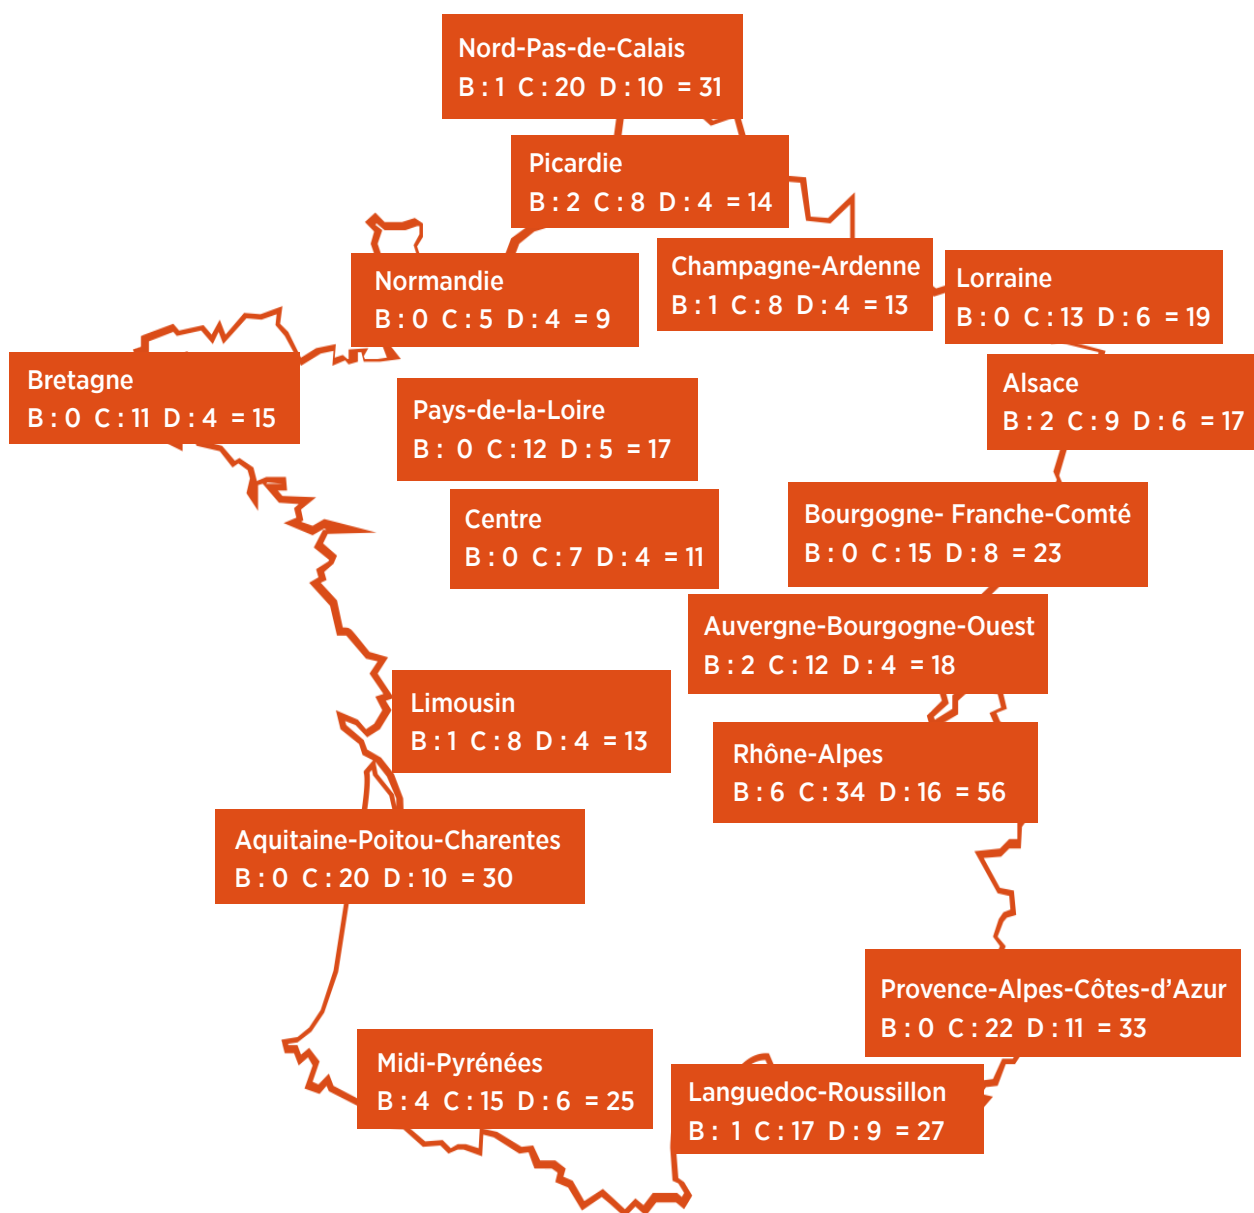 Nord-Pas-de-Calais
B : 1 C : 20 D : 10 = 31
Picardie
B : 2 C : 8 D : 4 = 14
Champagne-Ardenne
B : 1 C : 8 D : 4 = 13
Lorraine
B : 0 C : 13 D : 6 = 19
Normandie
B : 0 C : 5 D : 4 = 9
Bretagne
B : 0 C : 11 D : 4 = 15
Pays-de-la-Loire
B : 0 C : 12 D : 5 = 17
Alsace
B : 2 C : 9 D : 6 = 17
Centre
B : 0 C : 7 D : 4 = 11
Bourgogne- Franche-Comté
B : 0 C : 15 D : 8 = 23
Auvergne-Bourgogne-Ouest
B : 2 C : 12 D : 4 = 18
Limousin
B : 1 C : 8 D : 4 = 13
Rhône-Alpes
B : 6 C : 34 D : 16 = 56
Aquitaine-Poitou-Charentes
B : 0 C : 20 D : 10 = 30
Provence-Alpes-Côtes-d’Azur
B : 0 C : 22 D : 11 = 33
Midi-Pyrénées
B : 4 C : 15 D : 6 = 25
Languedoc-Roussillon
B : 1 C : 17 D : 9 = 27